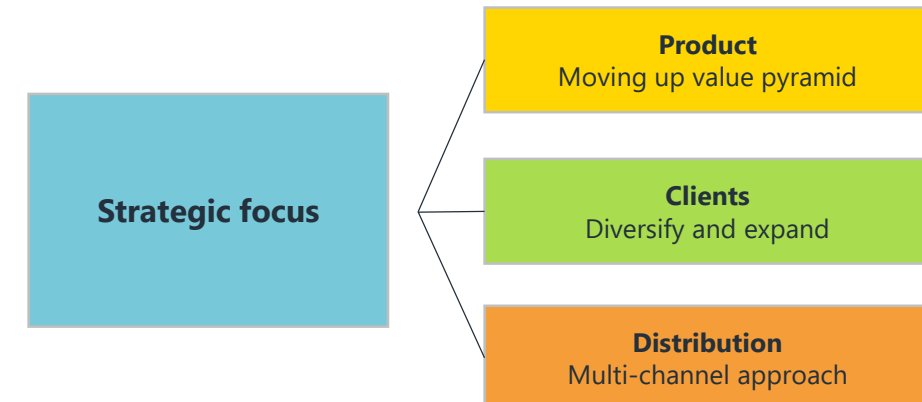 Strategic focus
Product
Moving up value pyramid
Clients
Diversify and expand
Distribution
Multi-channel approach